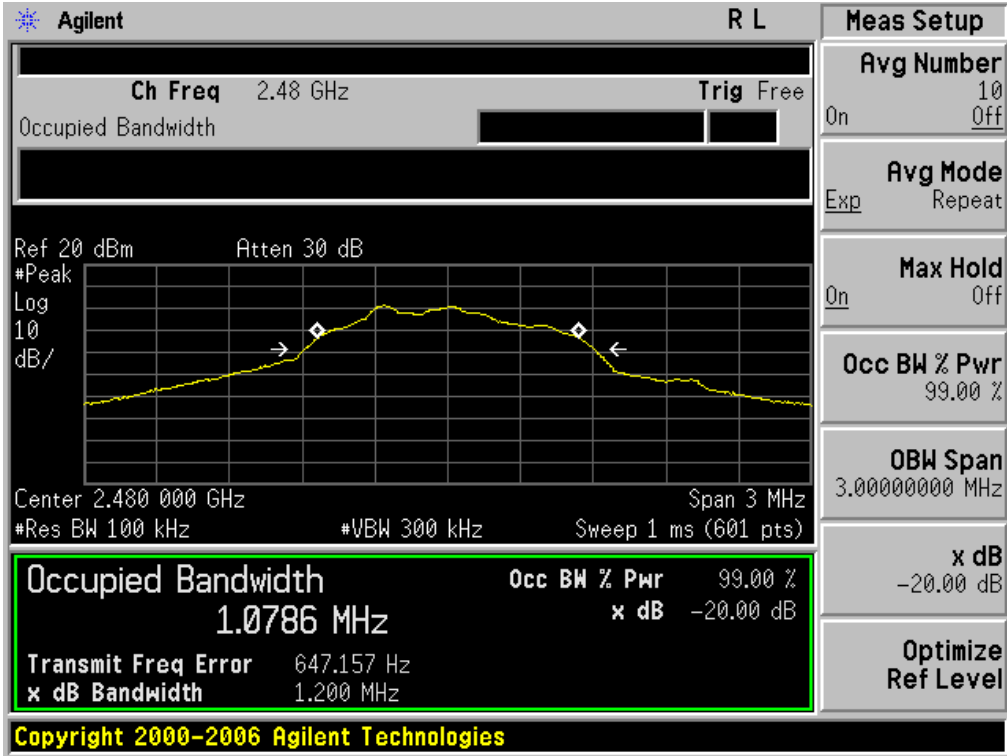 Agilent R L
Ch Freq 2.48 GHz Trig Free
Occupied Bandwidth
Ref 20 dBm Atten 30 dB
#Peak
Log
10
dB/
Center 2.480 000 GHz Span 3 MHz
#Res BW 100 kHz #VBW 300 kHz Sweep 1 ms (601 pts)
Occupied Bandwidth Occ BW % Pwr 99.00 %
1.0786 MHz x dB -20.00 dB
Transmit Freq Error 647.157 Hz
x dB Bandwidth 1.200 MHz
Copyright 2000-2006 Agilent Technologies
Meas Setup
Avg Number
10
On Off
Avg Mode
Exp Repeat
Max Hold
On Off
Occ BW % Pwr
99.00 %
OBW Span
3.00000000 MHz
x dB
-20.00 dB
Optimize
Ref Level